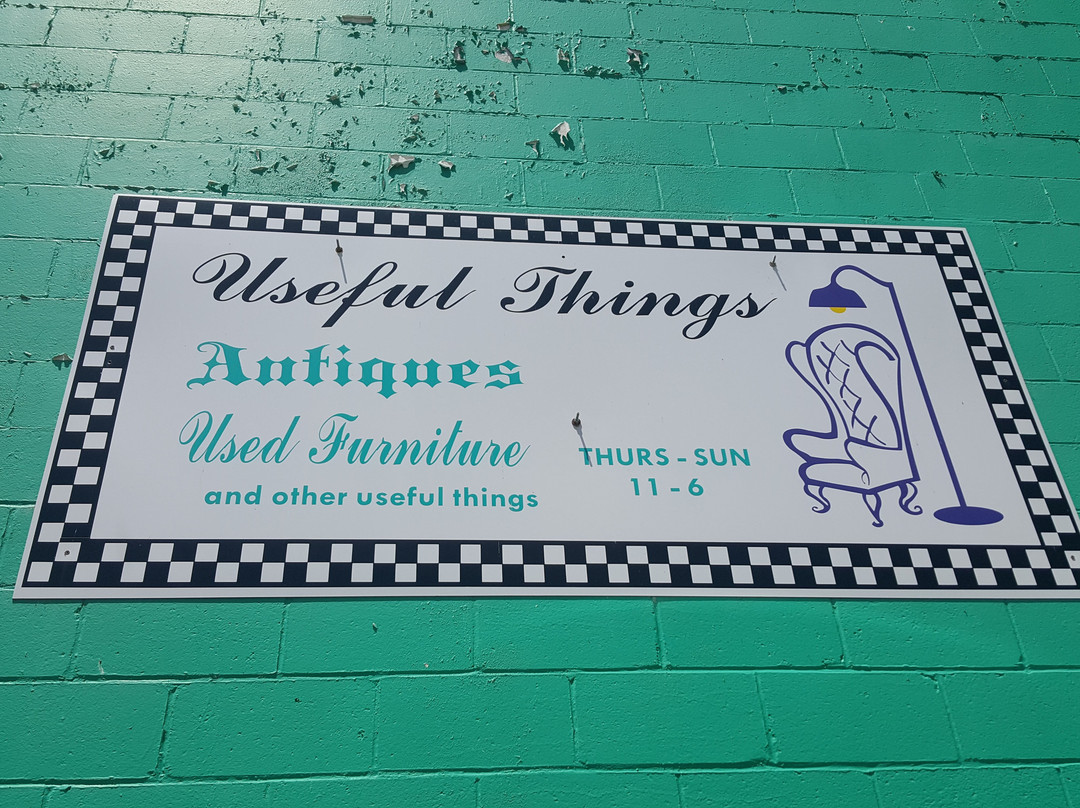 Useful Things
Antiques
Used Furniture
and other useful things
THURS - SUN
11 - 6